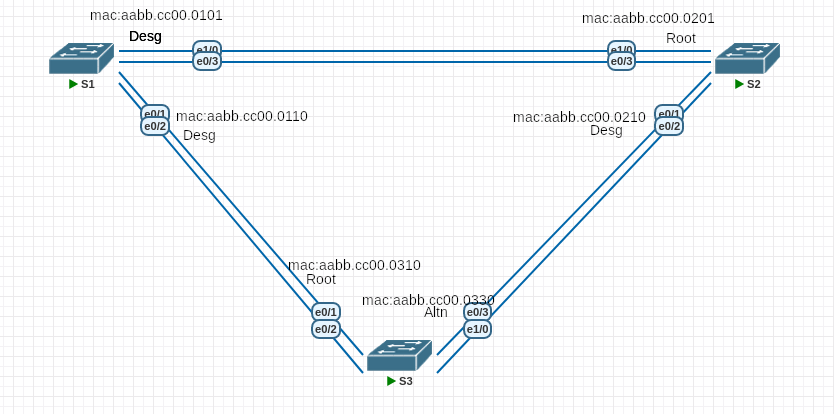 mac:aabb.cc00.0101
mac:aabb.cc00.0201
Desg
Root
e1/0
e1/0
e0/3
e0/3
S1
S2
e0/1
mac:aabb.cc00.0110
mac:aabb.cc00.0210
e0/1
e0/2
Desg
Desg
e0/2
mac:aabb.cc00.0310
Root
mac:aabb.cc00.0330
e0/1
Altn
e0/3
e0/2
e1/0
S3